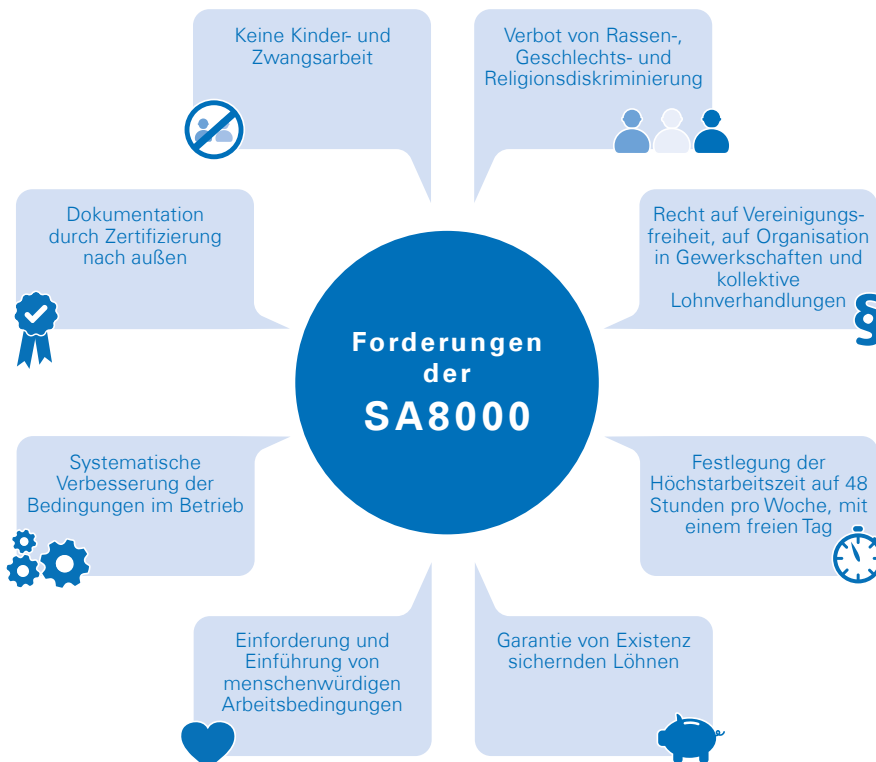 Keine Kinder- und
Zwangsarbeit
Verbot von Rassen-,
Geschlechts- und
Religionsdiskriminierung
Dokumentation
durch Zertifizierung
nach außen
Recht auf Vereinigungs-
freiheit, auf Organisation
in Gewerkschaften und
kollektive
Lohnverhandlungen
§
Forderungen
der
SA8000
Systematische
Verbesserung der
Bedingungen im Betrieb
Festlegung der
Höchstarbeitszeit auf 48
Stunden pro Woche, mit
einem freien Tag
Einforderung und
Einführung von
menschenwürdigen
Arbeitsbedingungen
Garantie von Existenz
sichernden Löhnen